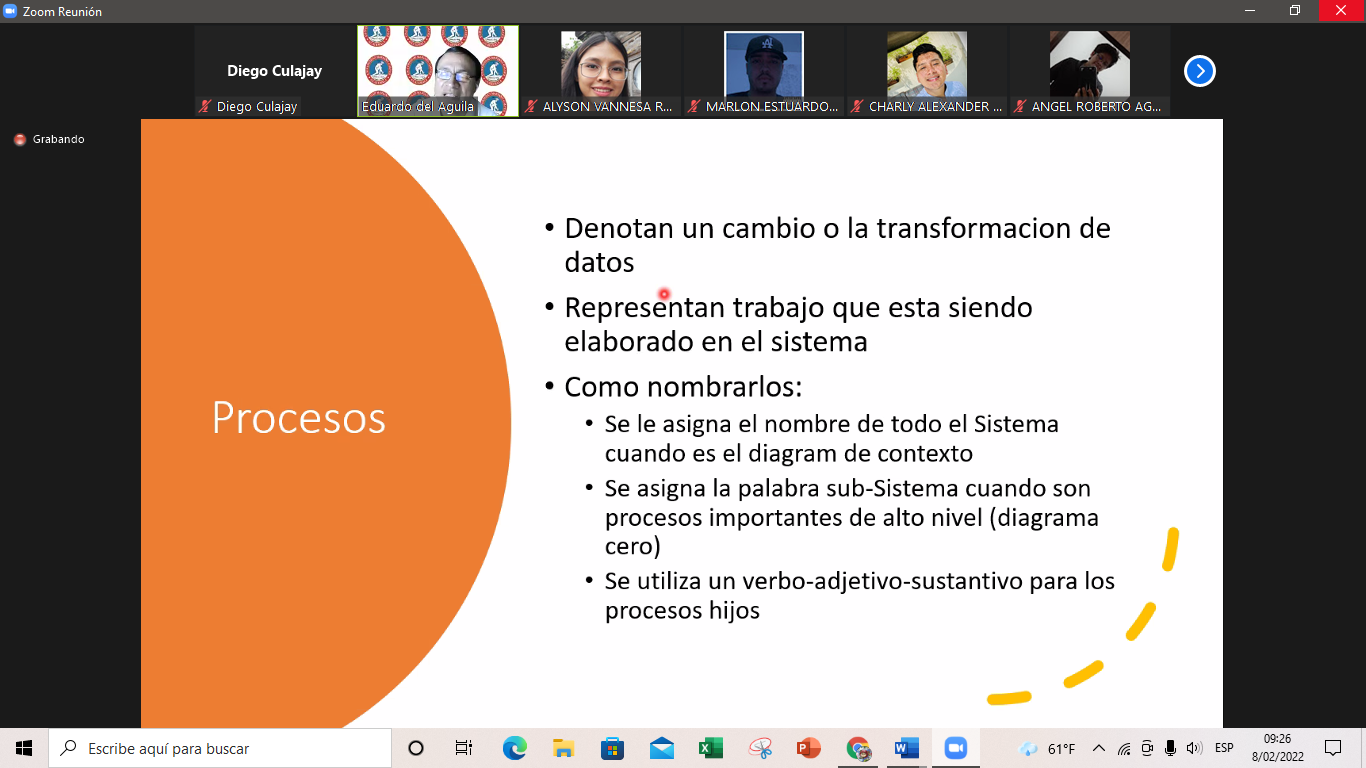 Zoom Reunión
Diego Culajay
Diego Culajay
Eduardo del Aguila
ALYSON VANNESA R...
MARLON ESTUARDO...
CHARLY ALEXANDER ...
ANGEL ROBERTO AG...
Grabando
Procesos
• Denotan un cambio o la transformacion de
datos
• Representan trabajo que esta siendo
elaborado en el sistema
• Como nombrarlos:
• Se le asigna el nombre de todo el Sistema
cuando es el diagram de contexto
• Se asigna la palabra sub-Sistema cuando son
procesos importantes de alto nivel (diagrama
cero)
• Se utiliza un verbo-adjetivo-sustantivo para los
procesos hijos
Escribe aquí para buscar
61°F
ESP
09:26
8/02/2022